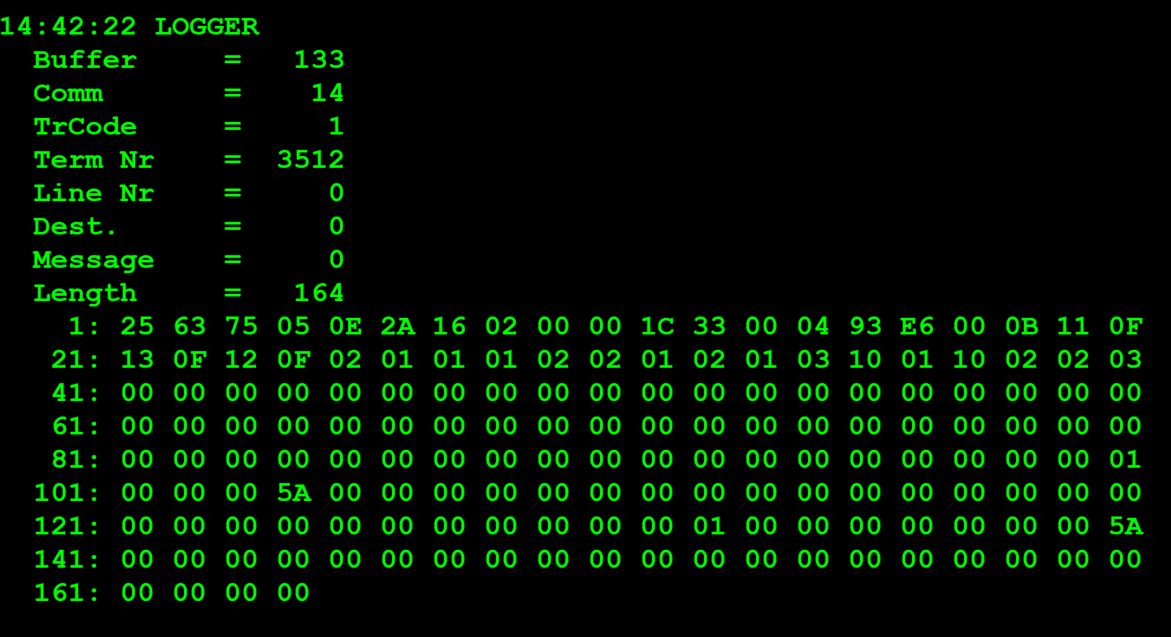 14:42:22 LOGGER
Buffer = 133
Comm = 14
TrCode = 1
Term Nr = 3512
Line Nr = 0
Dest. = 0
Message = 0
Length = 164
1: 25 63 75 05 0E 2A 16 02 00 00 1C 33 00 04 93 E6 00 0B 11 0F
21: 13 0F 12 0F 02 01 01 01 02 02 01 02 01 03 10 01 10 02 02 03
41: 00 00 00 00 00 00 00 00 00 00 00 00 00 00 00 00 00 00 00 00
61: 00 00 00 00 00 00 00 00 00 00 00 00 00 00 00 00 00 00 00 00
81: 00 00 00 00 00 00 00 00 00 00 00 00 00 00 00 00 00 00 00 01
101: 00 00 00 5A 00 00 00 00 00 00 00 00 00 00 00 00 00 00 00 00
121: 00 00 00 00 00 00 00 00 00 00 00 01 00 00 00 00 00 00 00 5A
141: 00 00 00 00 00 00 00 00 00 00 00 00 00 00 00 00 00 00 00 00
161: 00 00 00 00